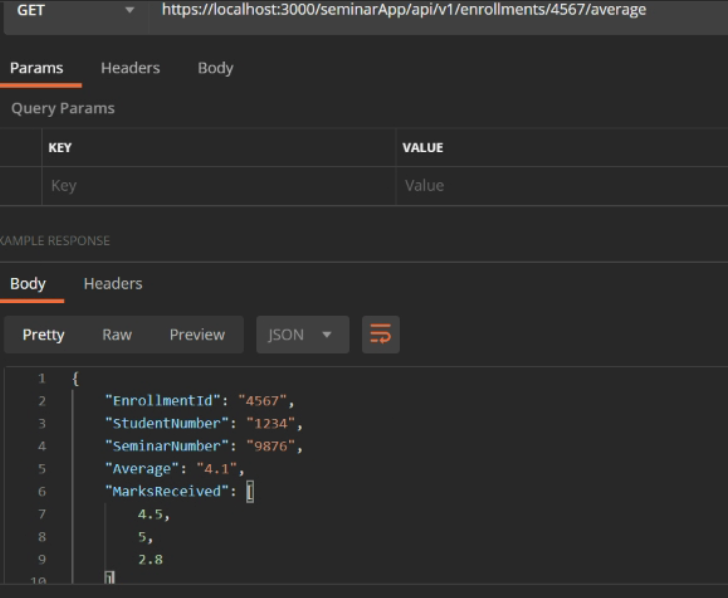 GET https://localhost:3000/seminarApp/api/v1/enrollments/4567/average
Params Headers Body
Query Params
KEY VALUE
Key Value
XAMPLE RESPONSE
Body Headers
Pretty Raw Preview JSON
1 {
2 "EnrollmentId": "4567",
3 "StudentNumber": "1234",
4 "SeminarNumber": "9876",
5 "Average": "4.1",
6 "MarksReceived": [
7 4.5,
8 5,
9 2.8
10 ]